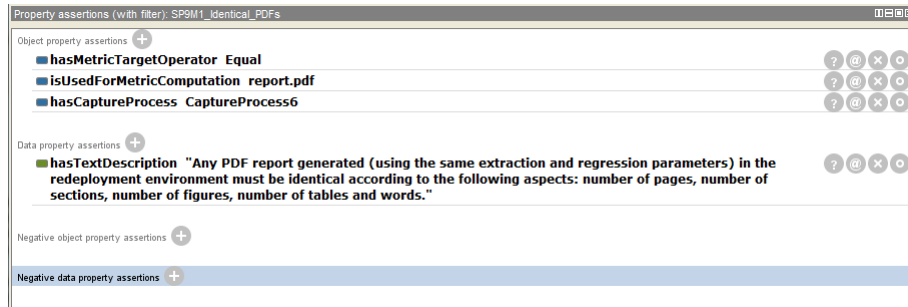 Property assertions (with filter): SP9M1_Identical_PDFs
Object property assertions
hasMetricTargetOperator Equal
isUsedForMetricComputation report.pdf
hasCaptureProcess CaptureProcess6
Data property assertions
hasTextDescription "Any PDF report generated (using the same extraction and regression parameters) in the
redeployment environment must be identical according to the following aspects: number of pages, number of
sections, number of figures, number of tables and words."
Negative object property assertions
Negative data property assertions